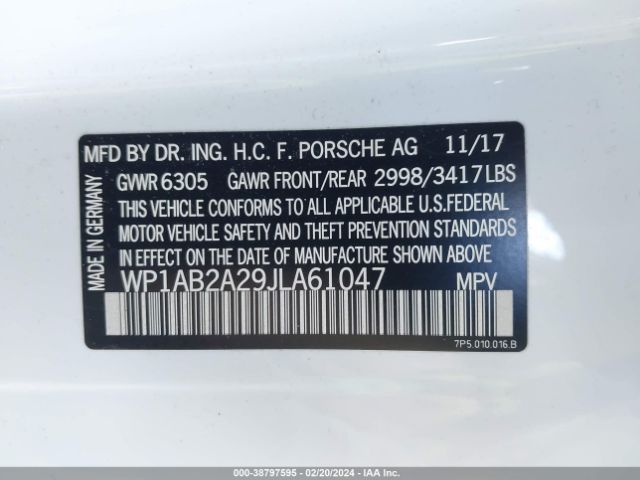 MFD BY DR. ING. H.C. F. PORSCHE AG 11/17
GVWR 6305 GAWR FRONT/REAR 2998/3417LBS
THIS VEHICLE CONFORMS TO ALL APPLICABLE U.S.FEDERAL
MOTOR VEHICLE SAFETY AND THEFT PREVENTION STANDARDS
IN EFFECT ON THE DATE OF MANUFACTURE SHOWN ABOVE
WP1AB2A29JLA61047 MPV
7P5.010.016.B
MADE IN GERMANY
000-38797595 - 02/20/2024 - IAA Inc.